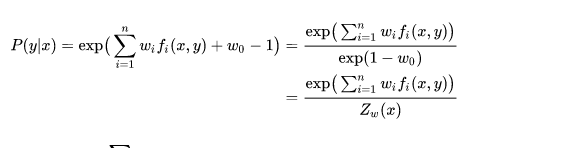 P(y|x) = exp(∑_{i=1}^{n} w_i f_i(x, y) + w_0 − 1) = exp(∑_{i=1}^{n} w_i f_i(x, y)) / exp(1 − w_0)
= exp(∑_{i=1}^{n} w_i f_i(x, y)) / Z_w(x)